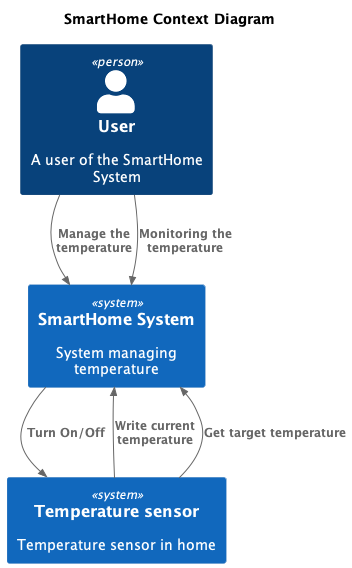 SmartHome Context Diagram
«person»
User
A user of the SmartHome
System
Manage the
temperature
Monitoring the
temperature
«system»
SmartHome System
System managing
temperature
Turn On/Off
Write current
temperature
Get target temperature
«system»
Temperature sensor
Temperature sensor in home